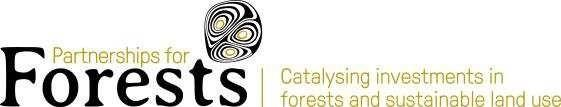 Partnerships for
Forests
Catalysing investments in
forests and sustainable land use